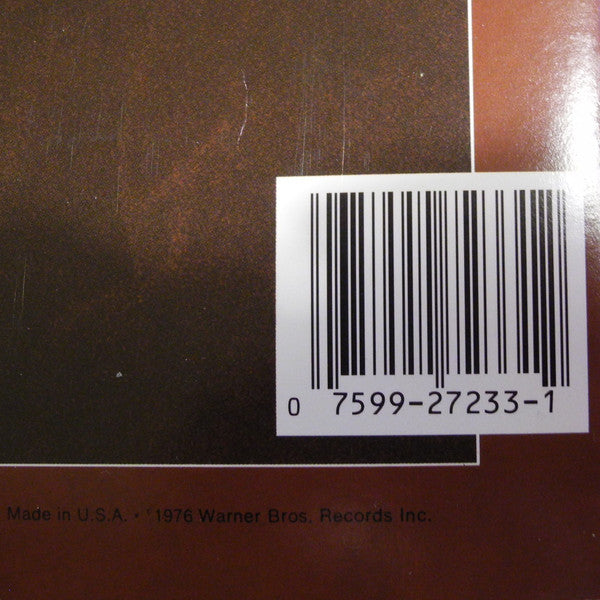 0 7599-27233-1
Made in U.S.A. • ' 1976 Warner Bros. Records Inc.